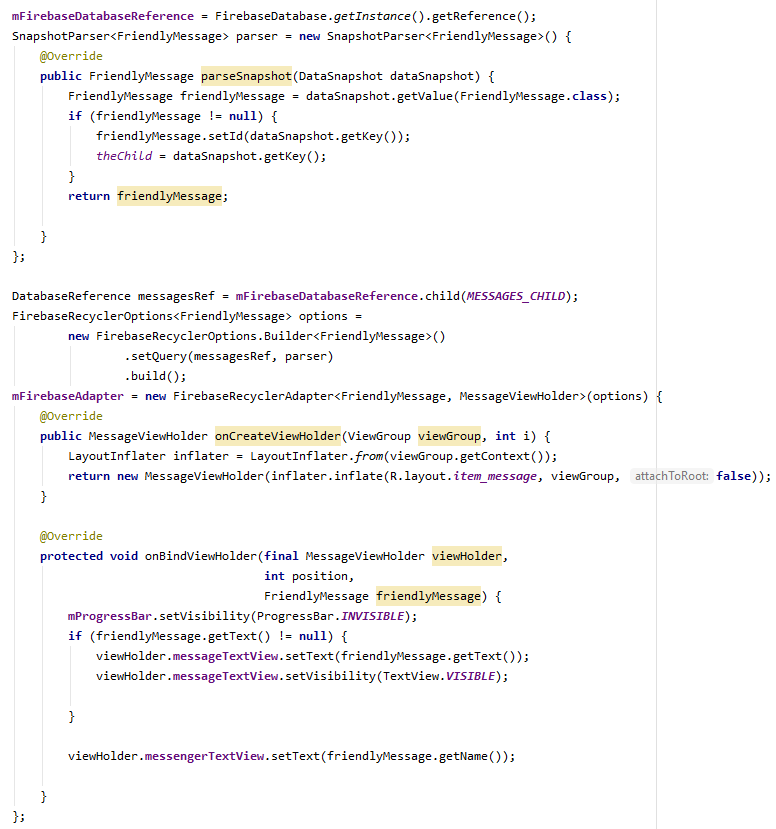 mFirebaseDatabaseReference = FirebaseDatabase.getInstance().getReference();
SnapshotParser<FriendlyMessage> parser = new SnapshotParser<FriendlyMessage>() {
    @Override
    public FriendlyMessage parseSnapshot(DataSnapshot dataSnapshot) {
        FriendlyMessage friendlyMessage = dataSnapshot.getValue(FriendlyMessage.class);
        if (friendlyMessage != null) {
            friendlyMessage.setId(dataSnapshot.getKey());
            theChild = dataSnapshot.getKey();
        }
        return friendlyMessage;

    }
};

DatabaseReference messagesRef = mFirebaseDatabaseReference.child(MESSAGES_CHILD);
FirebaseRecyclerOptions<FriendlyMessage> options =
        new FirebaseRecyclerOptions.Builder<FriendlyMessage>()
                .setQuery(messagesRef, parser)
                .build();
mFirebaseAdapter = new FirebaseRecyclerAdapter<FriendlyMessage, MessageViewHolder>(options) {
    @Override
    public MessageViewHolder onCreateViewHolder(ViewGroup viewGroup, int i) {
        LayoutInflater inflater = LayoutInflater.from(viewGroup.getContext());
        return new MessageViewHolder(inflater.inflate(R.layout.item_message, viewGroup, attachToRoot: false));
    }

    @Override
    protected void onBindViewHolder(final MessageViewHolder viewHolder,
                                    int position,
                                    FriendlyMessage friendlyMessage) {
        mProgressBar.setVisibility(ProgressBar.INVISIBLE);
        if (friendlyMessage.getText() != null) {
            viewHolder.messageTextView.setText(friendlyMessage.getText());
            viewHolder.messageTextView.setVisibility(TextView.VISIBLE);

        }

        viewHolder.messengerTextView.setText(friendlyMessage.getName());

    }
};